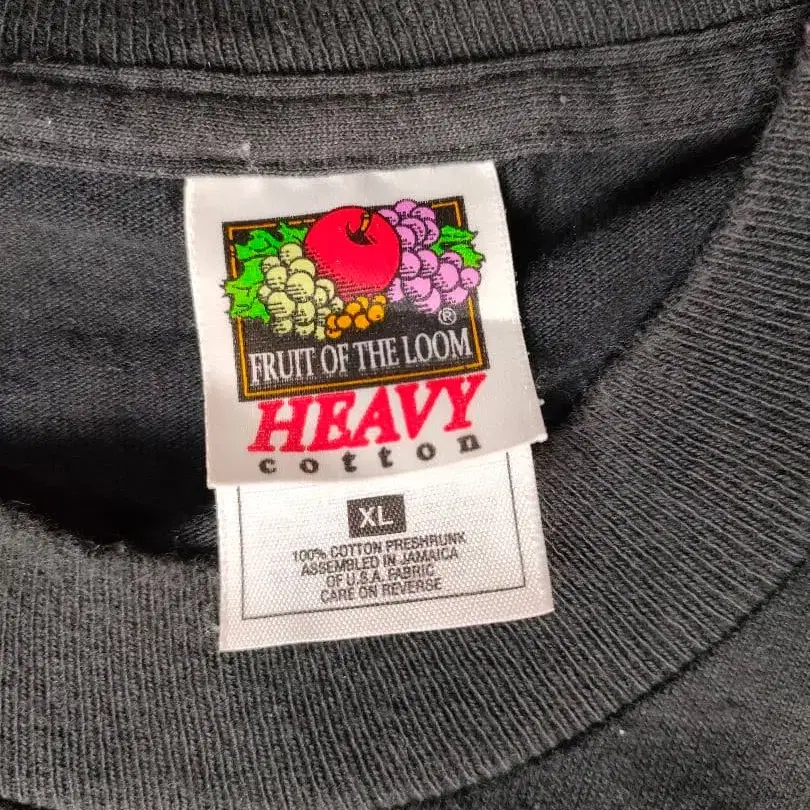 ®
FRUIT OF THE LOOM
HEAVY
cotton
XL
100% COTTON PRESHRUNK
ASSEMBLED IN JAMAICA
OF U.S.A. FABRIC
CARE ON REVERSE